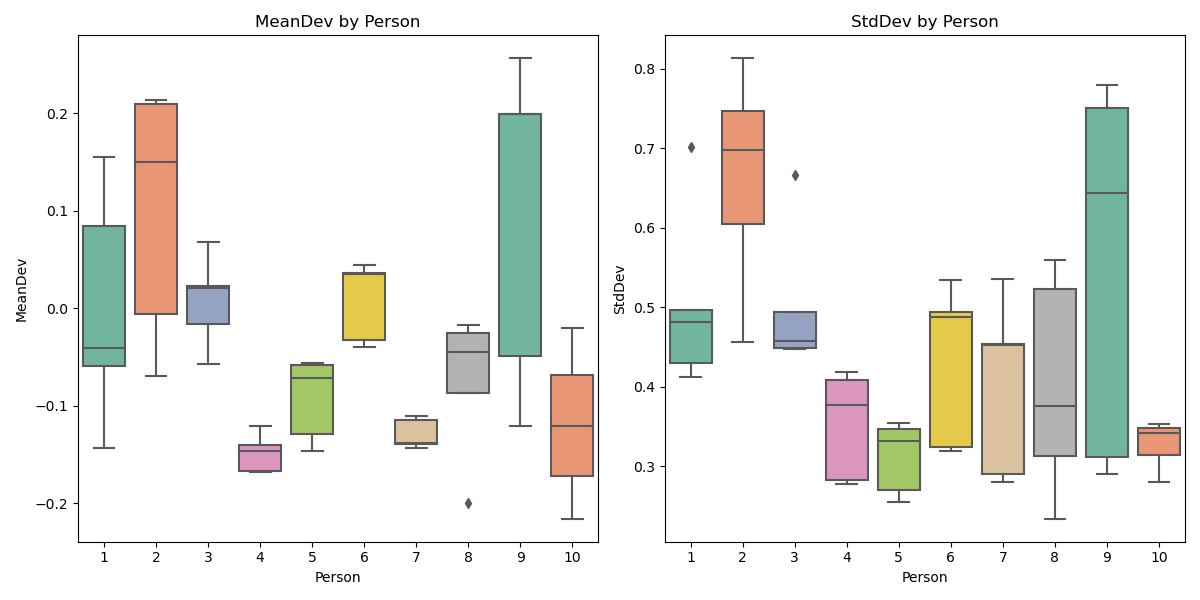 MeanDev by Person
MeanDev
0.2
0.1
0.0
−0.1
−0.2
1 2 3 4 5 6 7 8 9 10
Person
StdDev by Person
StdDev
0.8
0.7
0.6
0.5
0.4
0.3
1 2 3 4 5 6 7 8 9 10
Person